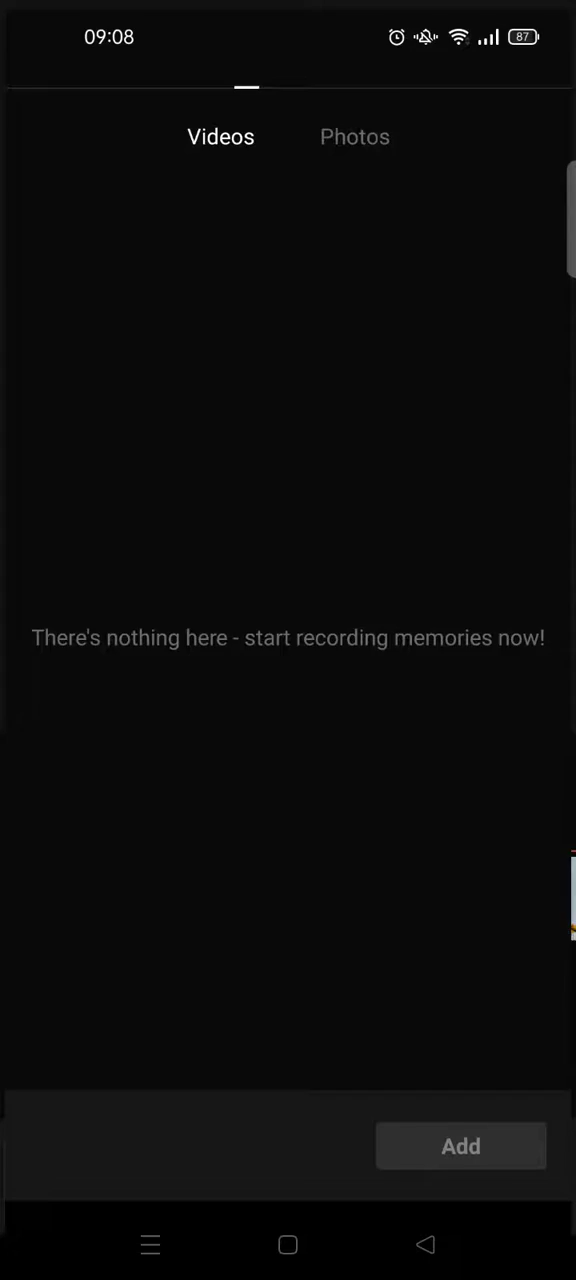 09:08
87
Videos
Photos
There's nothing here - start recording memories now!
Add